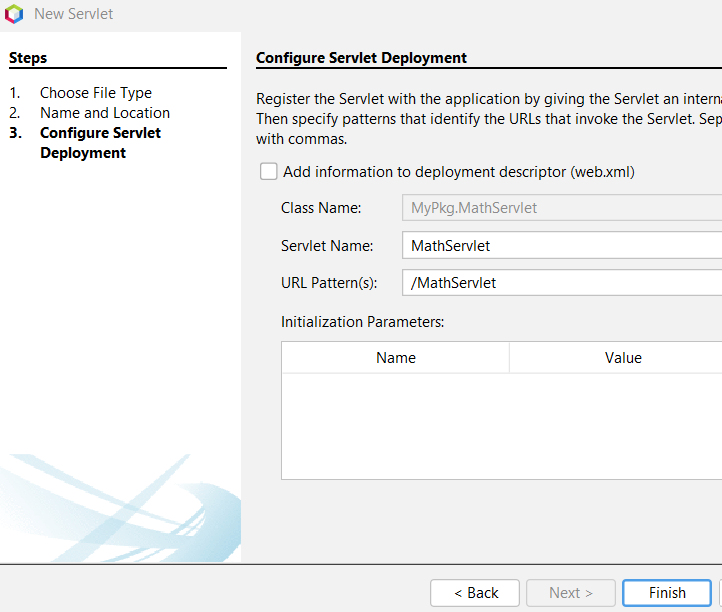 New Servlet
Steps
1. Choose File Type
2. Name and Location
3. Configure Servlet
Deployment
Configure Servlet Deployment
Register the Servlet with the application by giving the Servlet an
Then specify patterns that identify the URLs that invoke the Servlet.
with commas.
Add information to deployment descriptor (web.xml)
Class Name: MyPkg.MathServlet
Servlet Name: MathServlet
URL Pattern(s): /MathServlet
Initialization Parameters:
Name Value
< Back Next > Finish